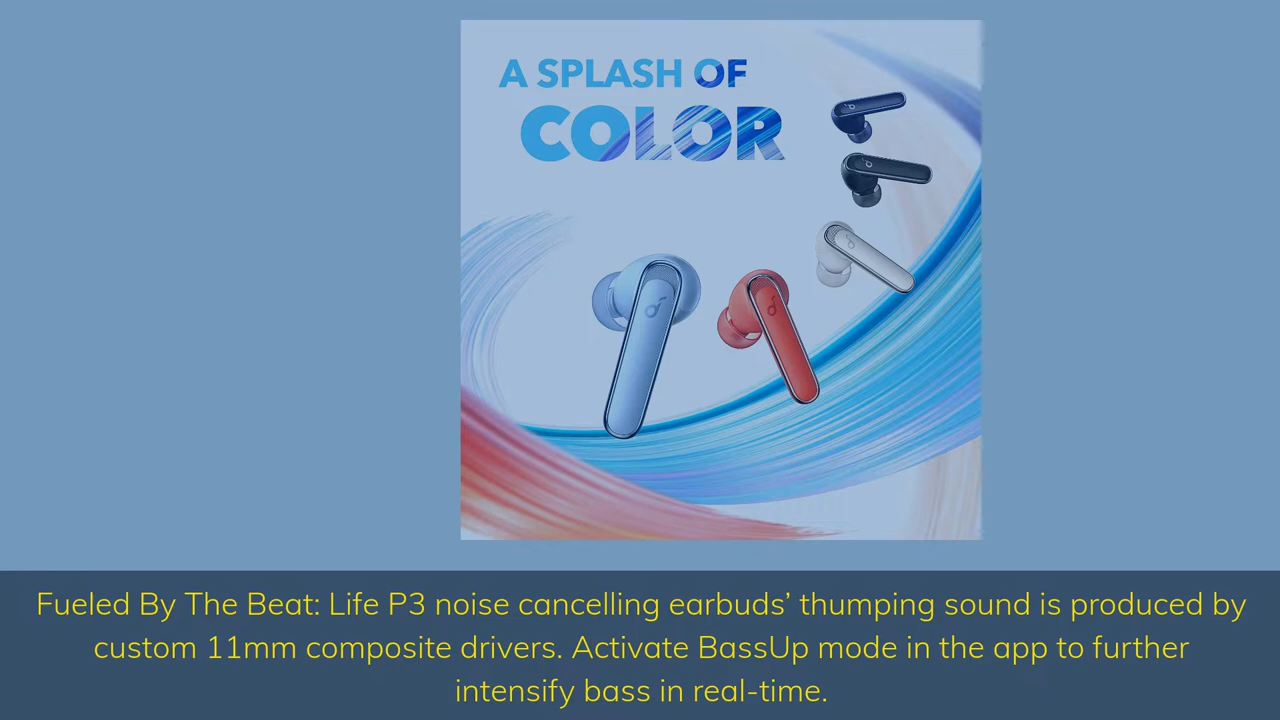 A SPLASH OF
COLOR
Fueled By The Beat: Life P3 noise cancelling earbuds’ thumping sound is produced by
custom 11mm composite drivers. Activate BassUp mode in the app to further
intensify bass in real-time.